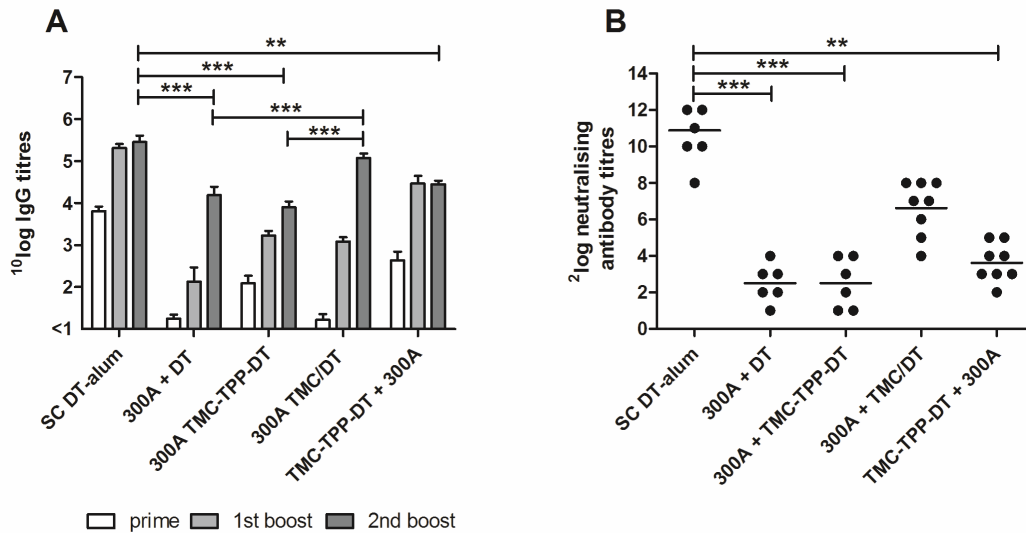 A
**
***
***
***
***
7
6
5
4
3
2
<1
10log IgG titres
SC DT-alum
300A + DT
300A TMC-TPP-DT
300A TMC/DT
TMC-TPP-DT + 300A
prime 1st boost 2nd boost
B
**
***
***
14
12
10
8
6
4
2
0
2log neutralising
antibody titres
SC DT-alum
300A + DT
300A + TMC-TPP-DT
300A + TMC/DT
TMC-TPP-DT + 300A